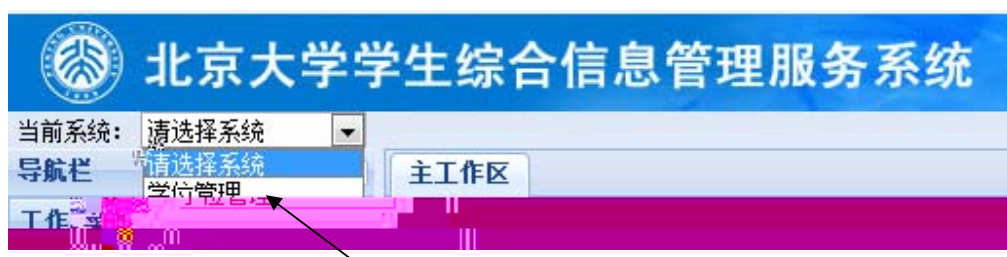 北京大学学生综合信息管理服务系统
当前系统： 请选择系统
导航栏 请选择系统 主工作区
学位管理
工作